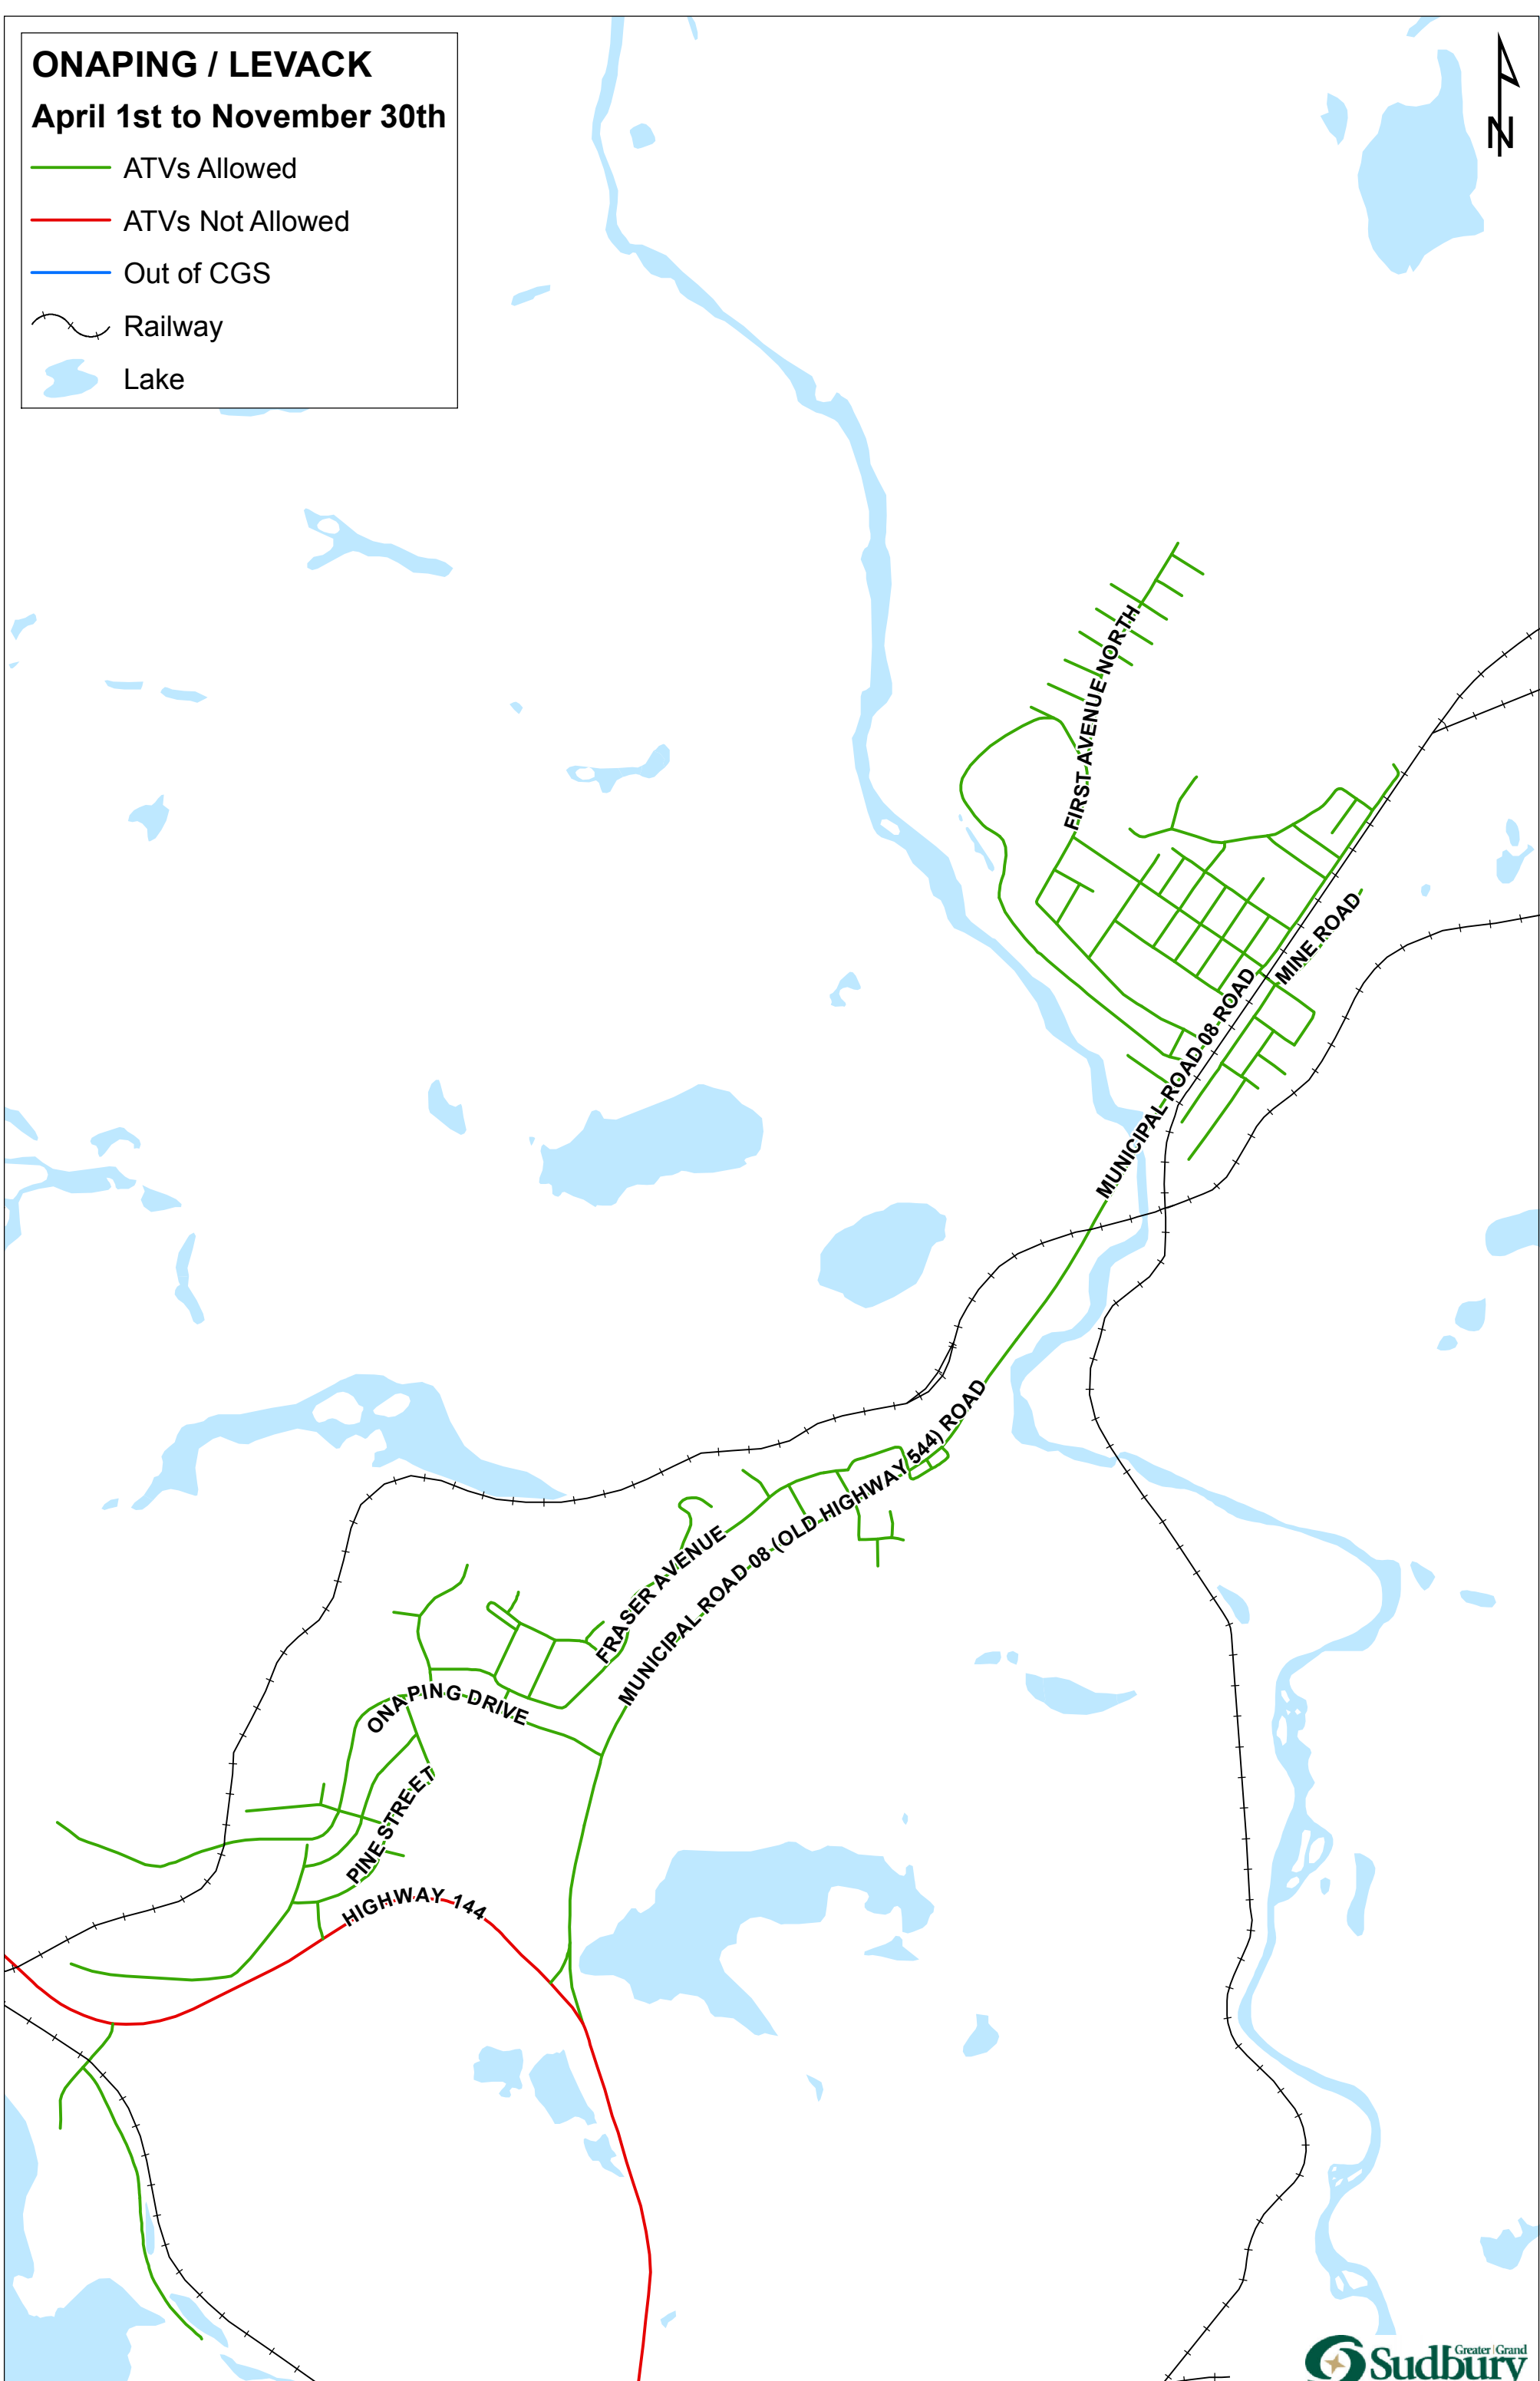 ONAPING / LEVACK
April 1st to November 30th
ATVs Allowed
ATVs Not Allowed
Out of CGS
Railway
Lake
N
FIRST AVENUE NORTH
MINE ROAD
MUNICIPAL ROAD 08 ROAD
MUNICIPAL ROAD 08 (OLD HIGHWAY 544) ROAD
FRASER AVENUE
ONAPING DRIVE
PINE STREET
HIGHWAY 144
Greater Grand
Sudbury